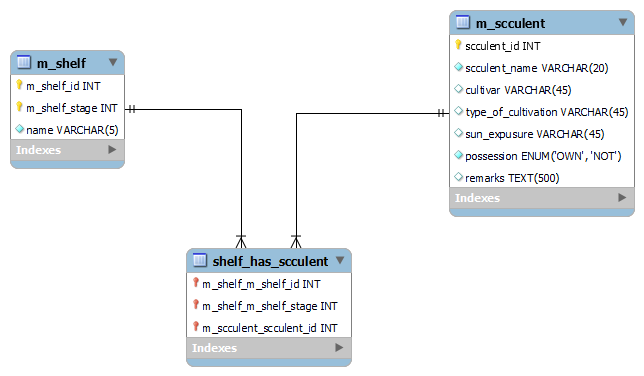 m_shelf
m_shelf_id INT
m_shelf_stage INT
name VARCHAR(5)
Indexes
m_scculent
scculent_id INT
scculent_name VARCHAR(20)
cultivar VARCHAR(45)
type_of_cultivation VARCHAR(45)
sun_expusure VARCHAR(45)
possession ENUM('OWN', 'NOT')
remarks TEXT(500)
Indexes
shelf_has_scculent
m_shelf_m_shelf_id INT
m_shelf_m_shelf_stage INT
m_scculent_scculent_id INT
Indexes